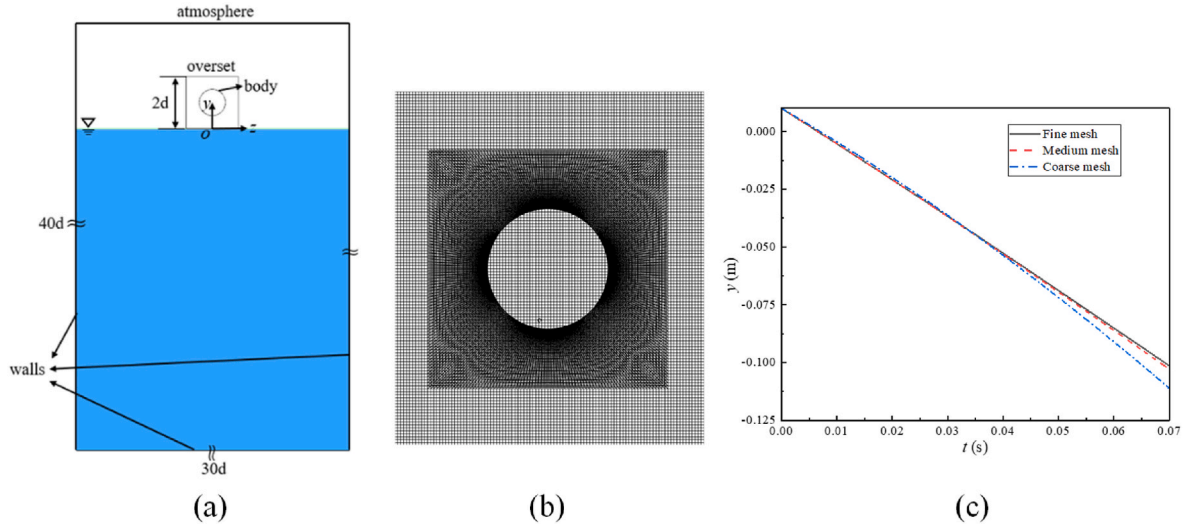 atmosphere
overset
body
2d
y
o
z
40d
walls
30d
(a)
(b)
0.000
-0.025
-0.050
-0.075
-0.100
-0.125
y (m)
Fine mesh
Medium mesh
Coarse mesh
0.00 0.01 0.02 0.03 0.04 0.05 0.06 0.07
t (s)
(c)